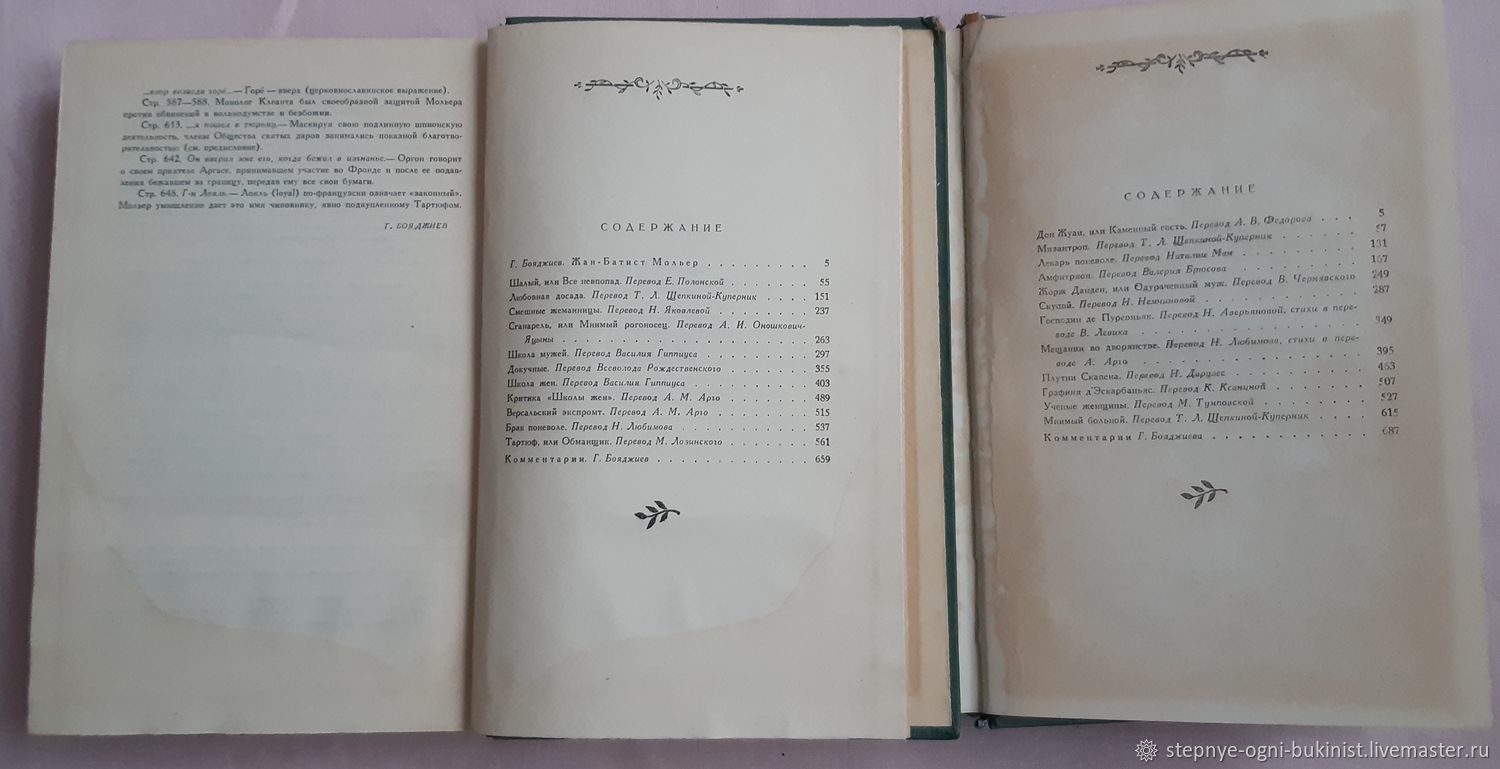 ...взор возведя горé...— Горé — вверх (церковнославянское выражение).
Стр. 587—588. Монолог Клеанта был своеобразной защитой Мольера
против обвинений в вольнодумстве и безбожии.
Стр. 613. ...я пошел в тюрьму.— Маскируя свою подлинную шпионскую
деятельность, члены Общества святых даров занимались показной благотво-
рительностью (см. предисловие).
Стр. 642. Он вверил мне его, когда бежал в изгнанье.— Оргон говорит
о своем приятеле Аргасе, принимавшем участие во Фронде и после ее подав-
ления бежавшем за границу, передав ему все свои бумаги.
Стр. 648. Г-н Лояль.— Лояль (loyal) по-французски означает «законный».
Мольер умышленно дает это имя чиновнику, явно подкупленному Тартюфом.
Г. БОЯДЖИЕВ
СОДЕРЖАНИЕ
Г. Бояджиев. Жан-Батист Мольер . . . . . . . . . 5
Шалый, или Все невпопад. Перевод Е. Полонской . . . . . . . 55
Любовная досада. Перевод Т. Л. Щепкиной-Куперник . . . . 151
Смешные жеманницы. Перевод Н. Яковлевой . . . . . . . . 237
Сганарель, или Мнимый рогоносец. Перевод А. И. Оношкович-
Яцыны . . . . . . . . . . . . . . . . . . . . 263
Школа мужей. Перевод Василия Гиппиуса . . . . . . . . . 297
Докучные. Перевод Всеволода Рождественского . . . . . . . 355
Школа жен. Перевод Василия Гиппиуса . . . . . . . . . . 403
Критика «Школы жен». Перевод А. М. Арго . . . . . . . 489
Версальский экспромт. Перевод А. М. Арго . . . . . . . . 515
Брак поневоле. Перевод Н. Любимова . . . . . . . . . . . 537
Тартюф, или Обманщик. Перевод М. Лозинского . . . . . . . 561
Комментарии. Г. Бояджиев . . . . . . . . . . . . 659
СОДЕРЖАНИЕ
Дон Жуан, или Каменный гость. Перевод А. В. Федорова . . . 5
Мизантроп. Перевод Т. Л. Щепкиной-Куперник . . . . . . 57
Лекарь поневоле. Перевод Наталии Ман . . . . . . . . . 131
Амфитрион. Перевод Валерия Брюсова . . . . . . . . . . 167
Жорж Данден, или Одураченный муж. Перевод В. Чернявского 249
Скупой. Перевод Н. Немчиновой . . . . . . . . . . . . 287
Господин де Пурсоньяк. Перевод Н. Аверьяновой, стихи в пере-
воде В. Левика . . . . . . . . . . . . . . . . 349
Мещанин во дворянстве. Перевод Н. Любимова, стихи в пере-
воде А. Арго . . . . . . . . . . . . . . . . 395
Плутни Скапена. Перевод Н. Дарузес . . . . . . . . . . 463
Графиня д'Эскарбаньяс. Перевод К. Ксаниной . . . . . . . 507
Ученые женщины. Перевод М. Тумповской . . . . . . . . 527
Мнимый больной. Перевод Т. Л. Щепкиной-Куперник . . . . 615
Комментарии Г. Бояджиева . . . . . . . . . . . . 687
stepnye-ogni-bukinist.livemaster.ru